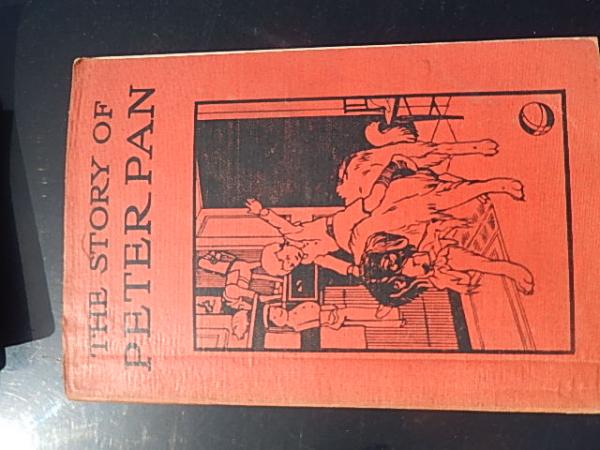 THE STORY OF
PETER PAN